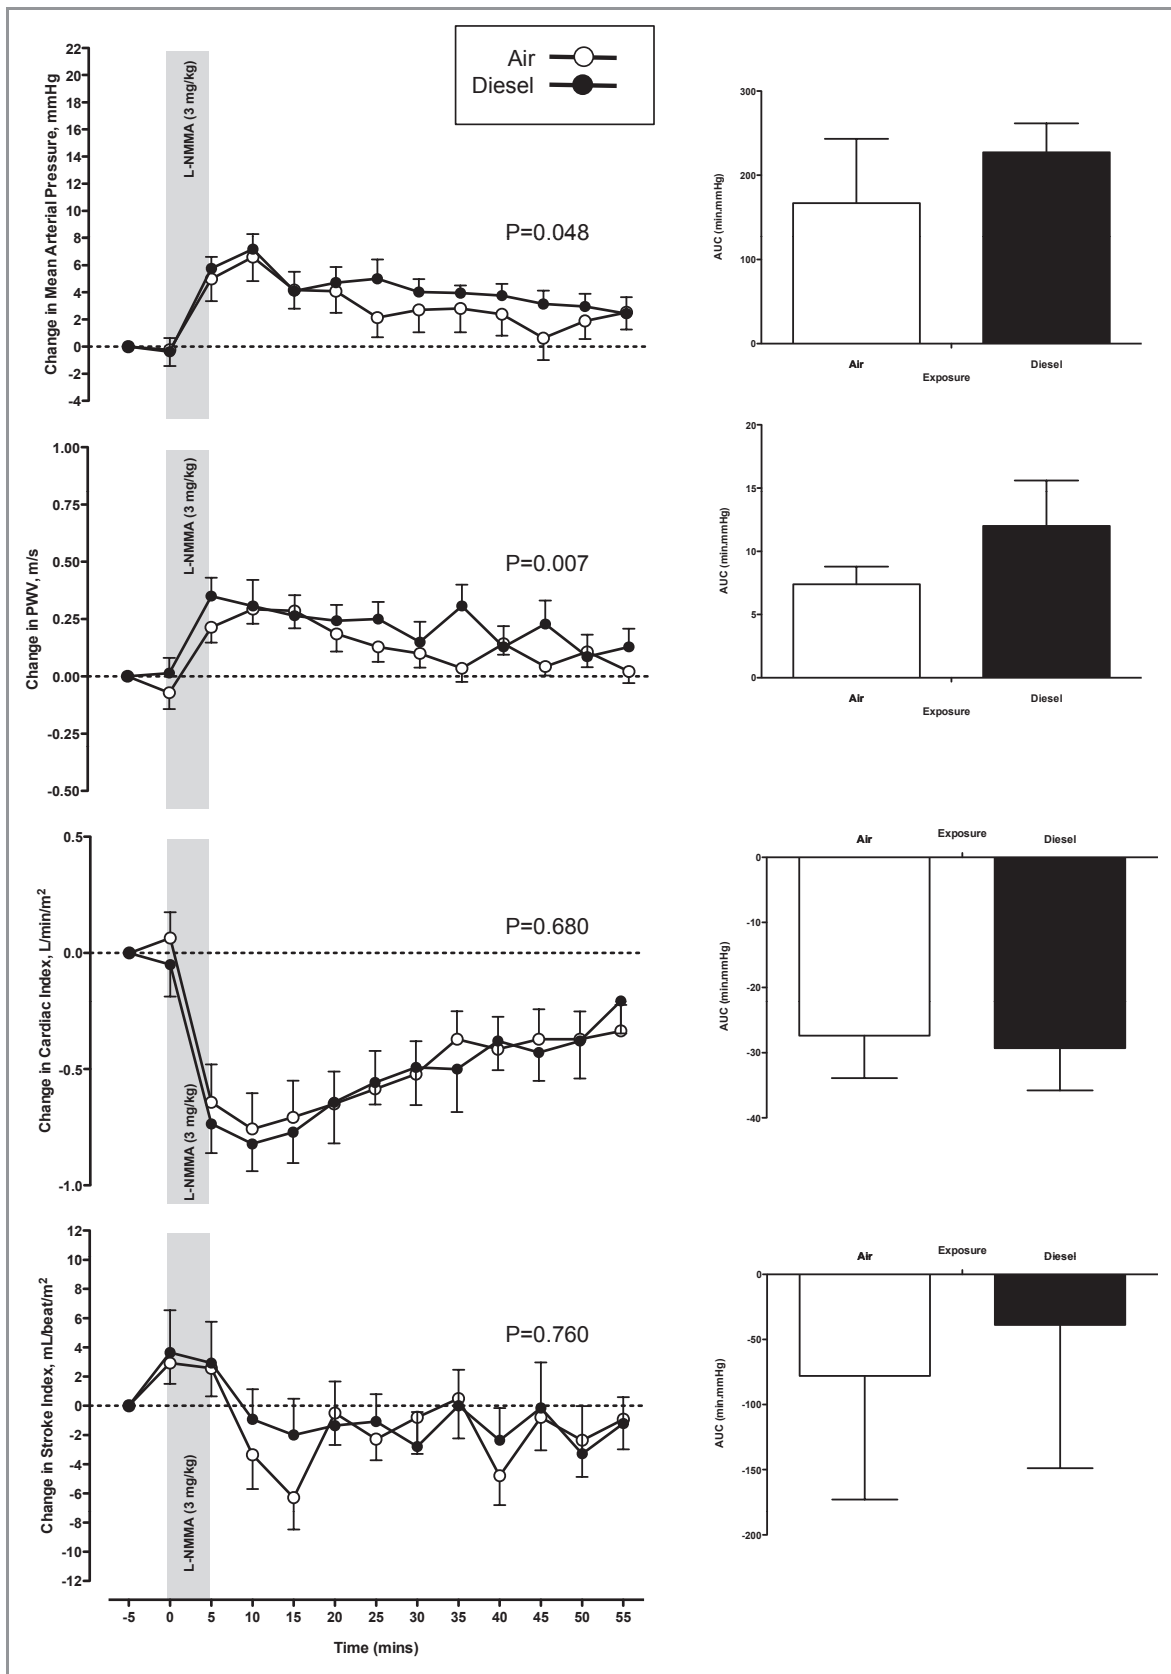 Air
Diesel
22
20
18
16
14
12
10
8
6
4
2
0
-2
-4
Change in Mean Arterial Pressure, mmHg
L-NMMA (3 mg/kg)
P=0.048
300
200
100
0
AUC (min.mmHg)
Air
Diesel
Exposure
1.00
0.75
0.50
0.25
0.00
-0.25
-0.50
Change in PWV, m/s
L-NMMA (3 mg/kg)
P=0.007
20
15
10
5
0
AUC (min.mmHg)
Air
Diesel
Exposure
0.5
0.0
-0.5
-1.0
Change in Cardiac Index, L/min/m²
L-NMMA (3 mg/kg)
P=0.680
Air
Exposure
Diesel
0
-10
-20
-30
-40
AUC (min.mmHg)
12
10
8
6
4
2
0
-2
-4
-6
-8
-10
-12
Change in Stroke Index, mL/beat/m²
L-NMMA (3 mg/kg)
P=0.760
-5 0 5 10 15 20 25 30 35 40 45 50 55
Time (mins)
Air
Exposure
Diesel
0
-50
-100
-150
-200
AUC (min.mmHg)